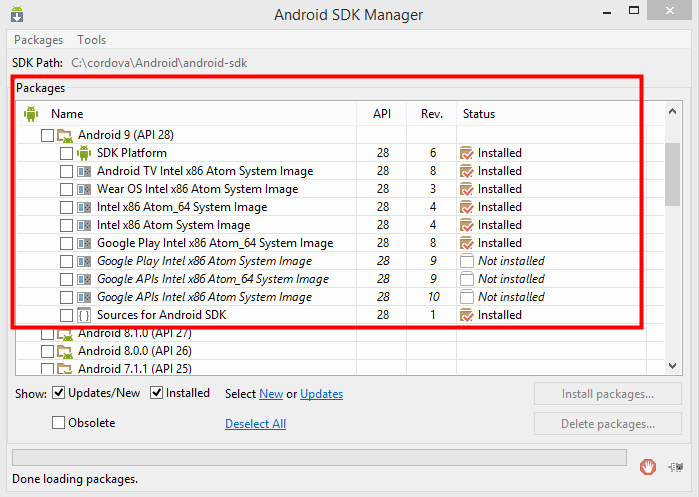 Android SDK Manager
Packages Tools
SDK Path: C:\cordova\Android\android-sdk
Packages
Name API Rev. Status
Android 9 (API 28)
SDK Platform 28 6 Installed
Android TV Intel x86 Atom System Image 28 8 Installed
Wear OS Intel x86 Atom System Image 28 3 Installed
Intel x86 Atom_64 System Image 28 4 Installed
Intel x86 Atom System Image 28 4 Installed
Google Play Intel x86 Atom_64 System Image 28 8 Installed
Google Play Intel x86 Atom System Image 28 9 Not installed
Google APIs Intel x86 Atom_64 System Image 28 9 Not installed
Google APIs Intel x86 Atom System Image 28 10 Not installed
Sources for Android SDK 28 1 Installed
Android 8.1.0 (API 27)
Android 8.0.0 (API 26)
Android 7.1.1 (API 25)
Show: Updates/New Installed Select New or Updates Install packages...
Obsolete Deselect All Delete packages...
Done loading packages.